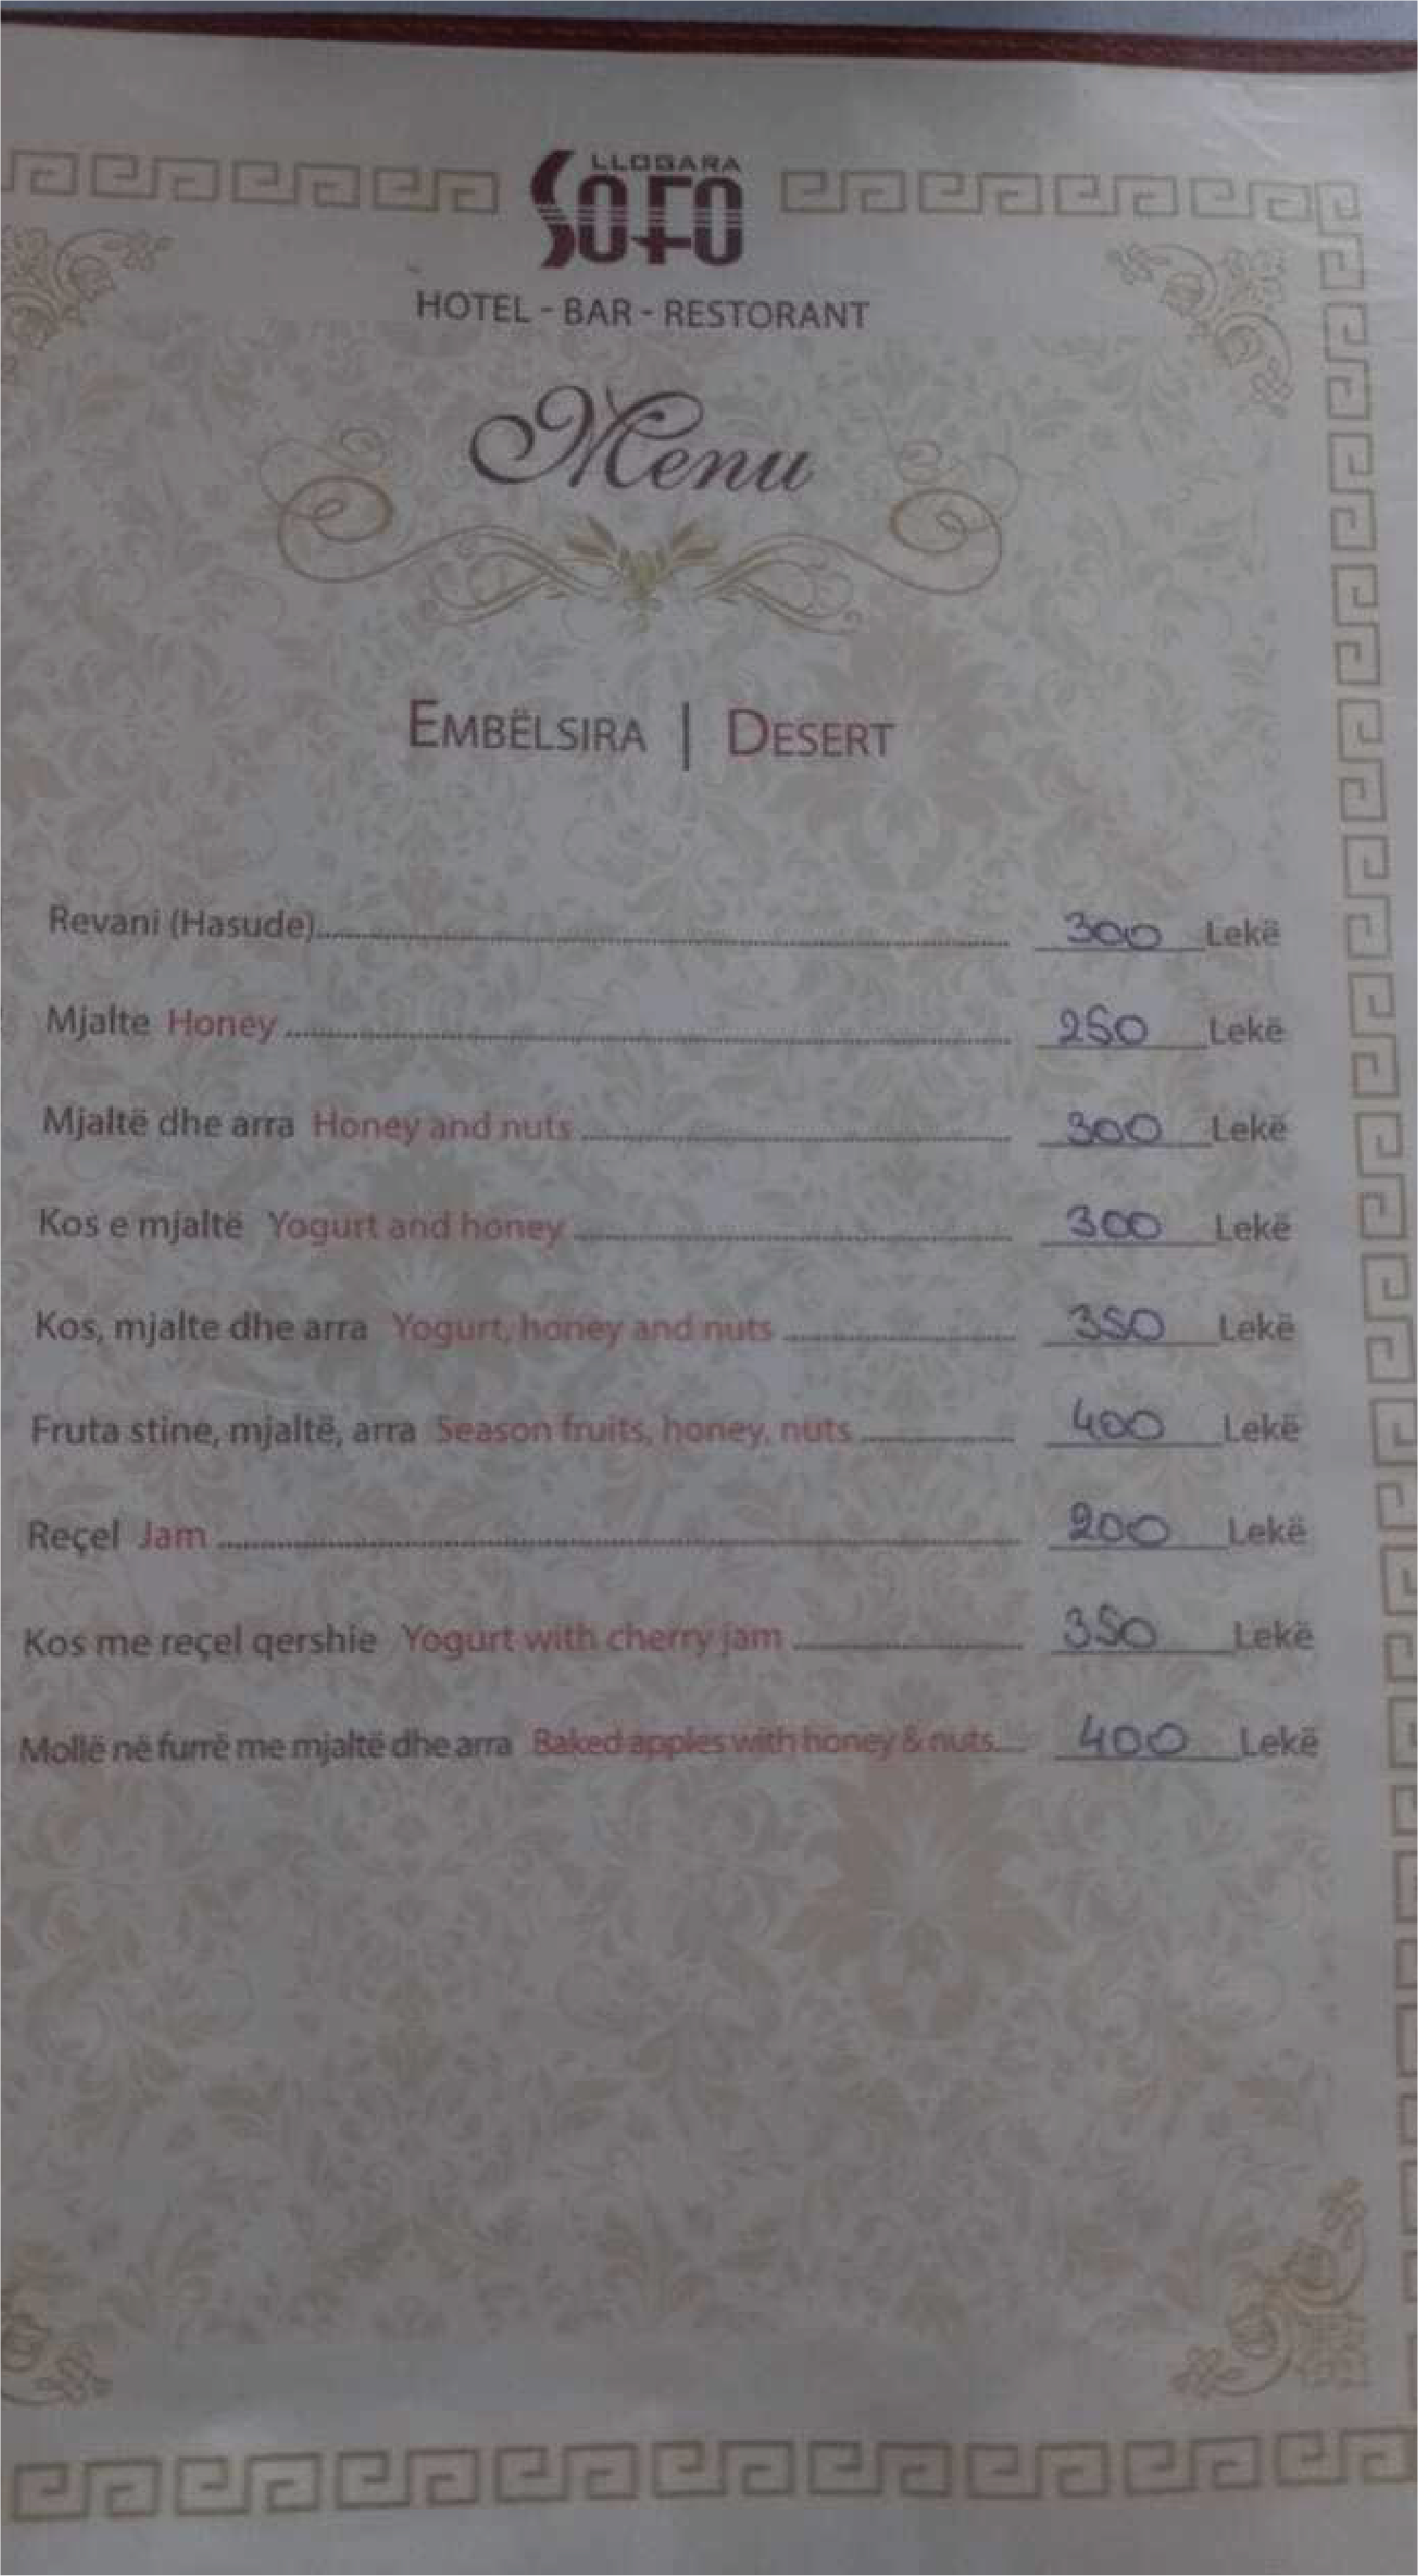 LLOGARA
SOFO
HOTEL - BAR - RESTORANT
Menu
EMBËLSIRA | DESERT
Revani (Hasude) 300 Lekë
Mjalte Honey 250 Lekë
Mjaltë dhe arra Honey and nuts 300 Lekë
Kos e mjaltë Yogurt and honey 300 Lekë
Kos, mjalte dhe arra Yogurt, honey and nuts 350 Lekë
Fruta stine, mjaltë, arra Season fruits, honey, nuts 400 Lekë
Reçel Jam 200 Lekë
Kos me reçel qershie Yogurt with cherry jam 350 Lekë
Mollë në furrë me mjaltë dhe arra Baked apples with honey & nuts 400 Lekë